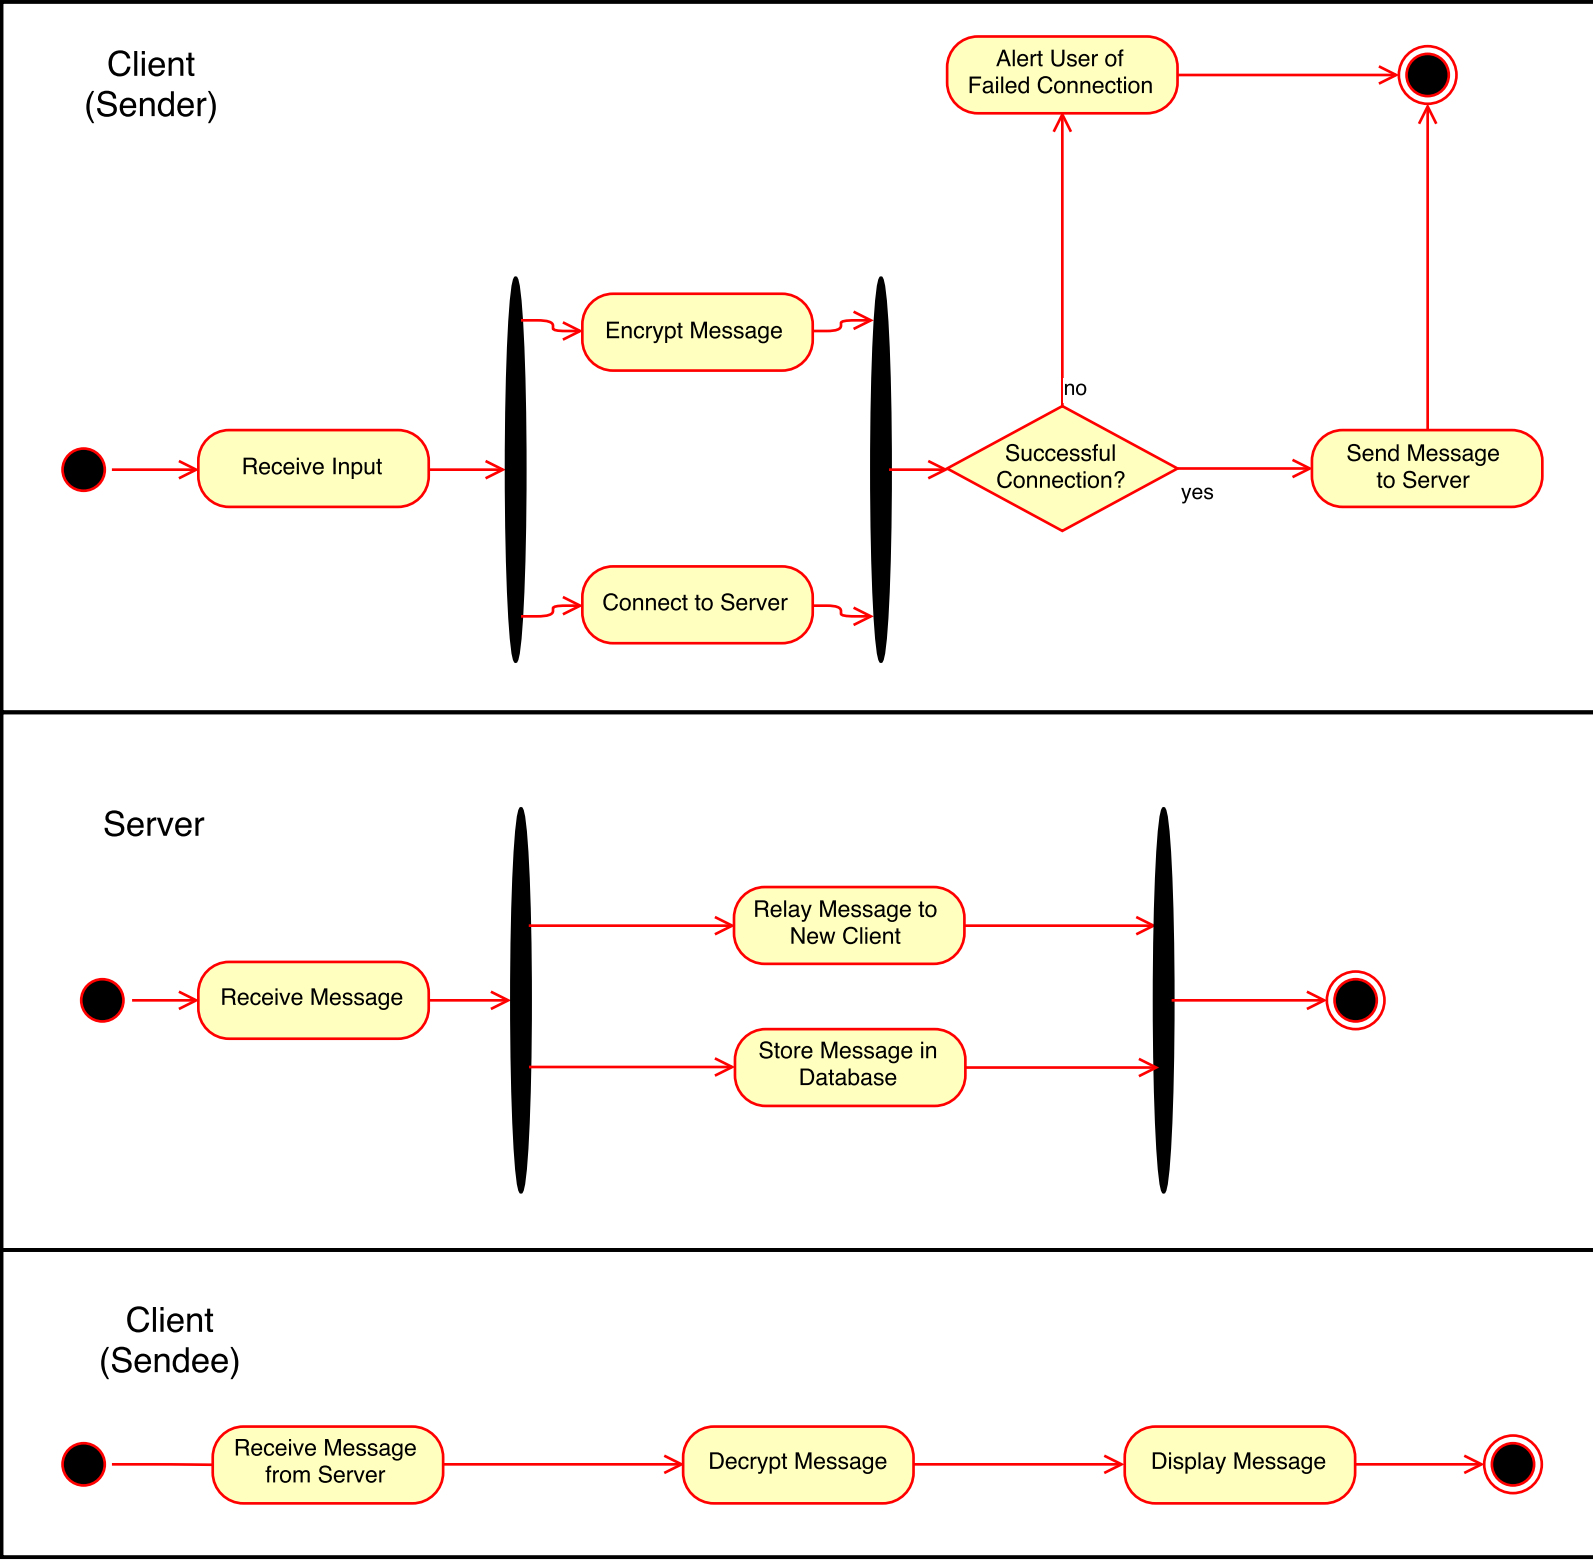 Client
(Sender)
Alert User of
Failed Connection
Encrypt Message
no
Receive Input
Successful
Connection?
yes
Send Message
to Server
Connect to Server
Server
Relay Message to
New Client
Receive Message
Store Message in
Database
Client
(Sendee)
Receive Message
from Server
Decrypt Message
Display Message